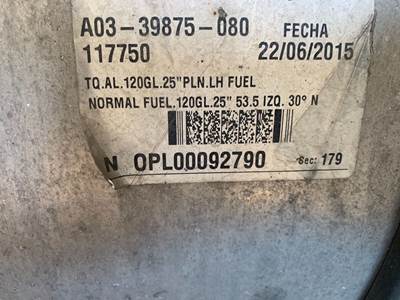 A03-39875-080 FECHA
117750 22/06/2015
TQ.AL.120GL.25"PLN.LH FUEL
NORMAL FUEL.120GL.25" 53.5 IZQ. 30° N
N OPL00092790 Sec: 179